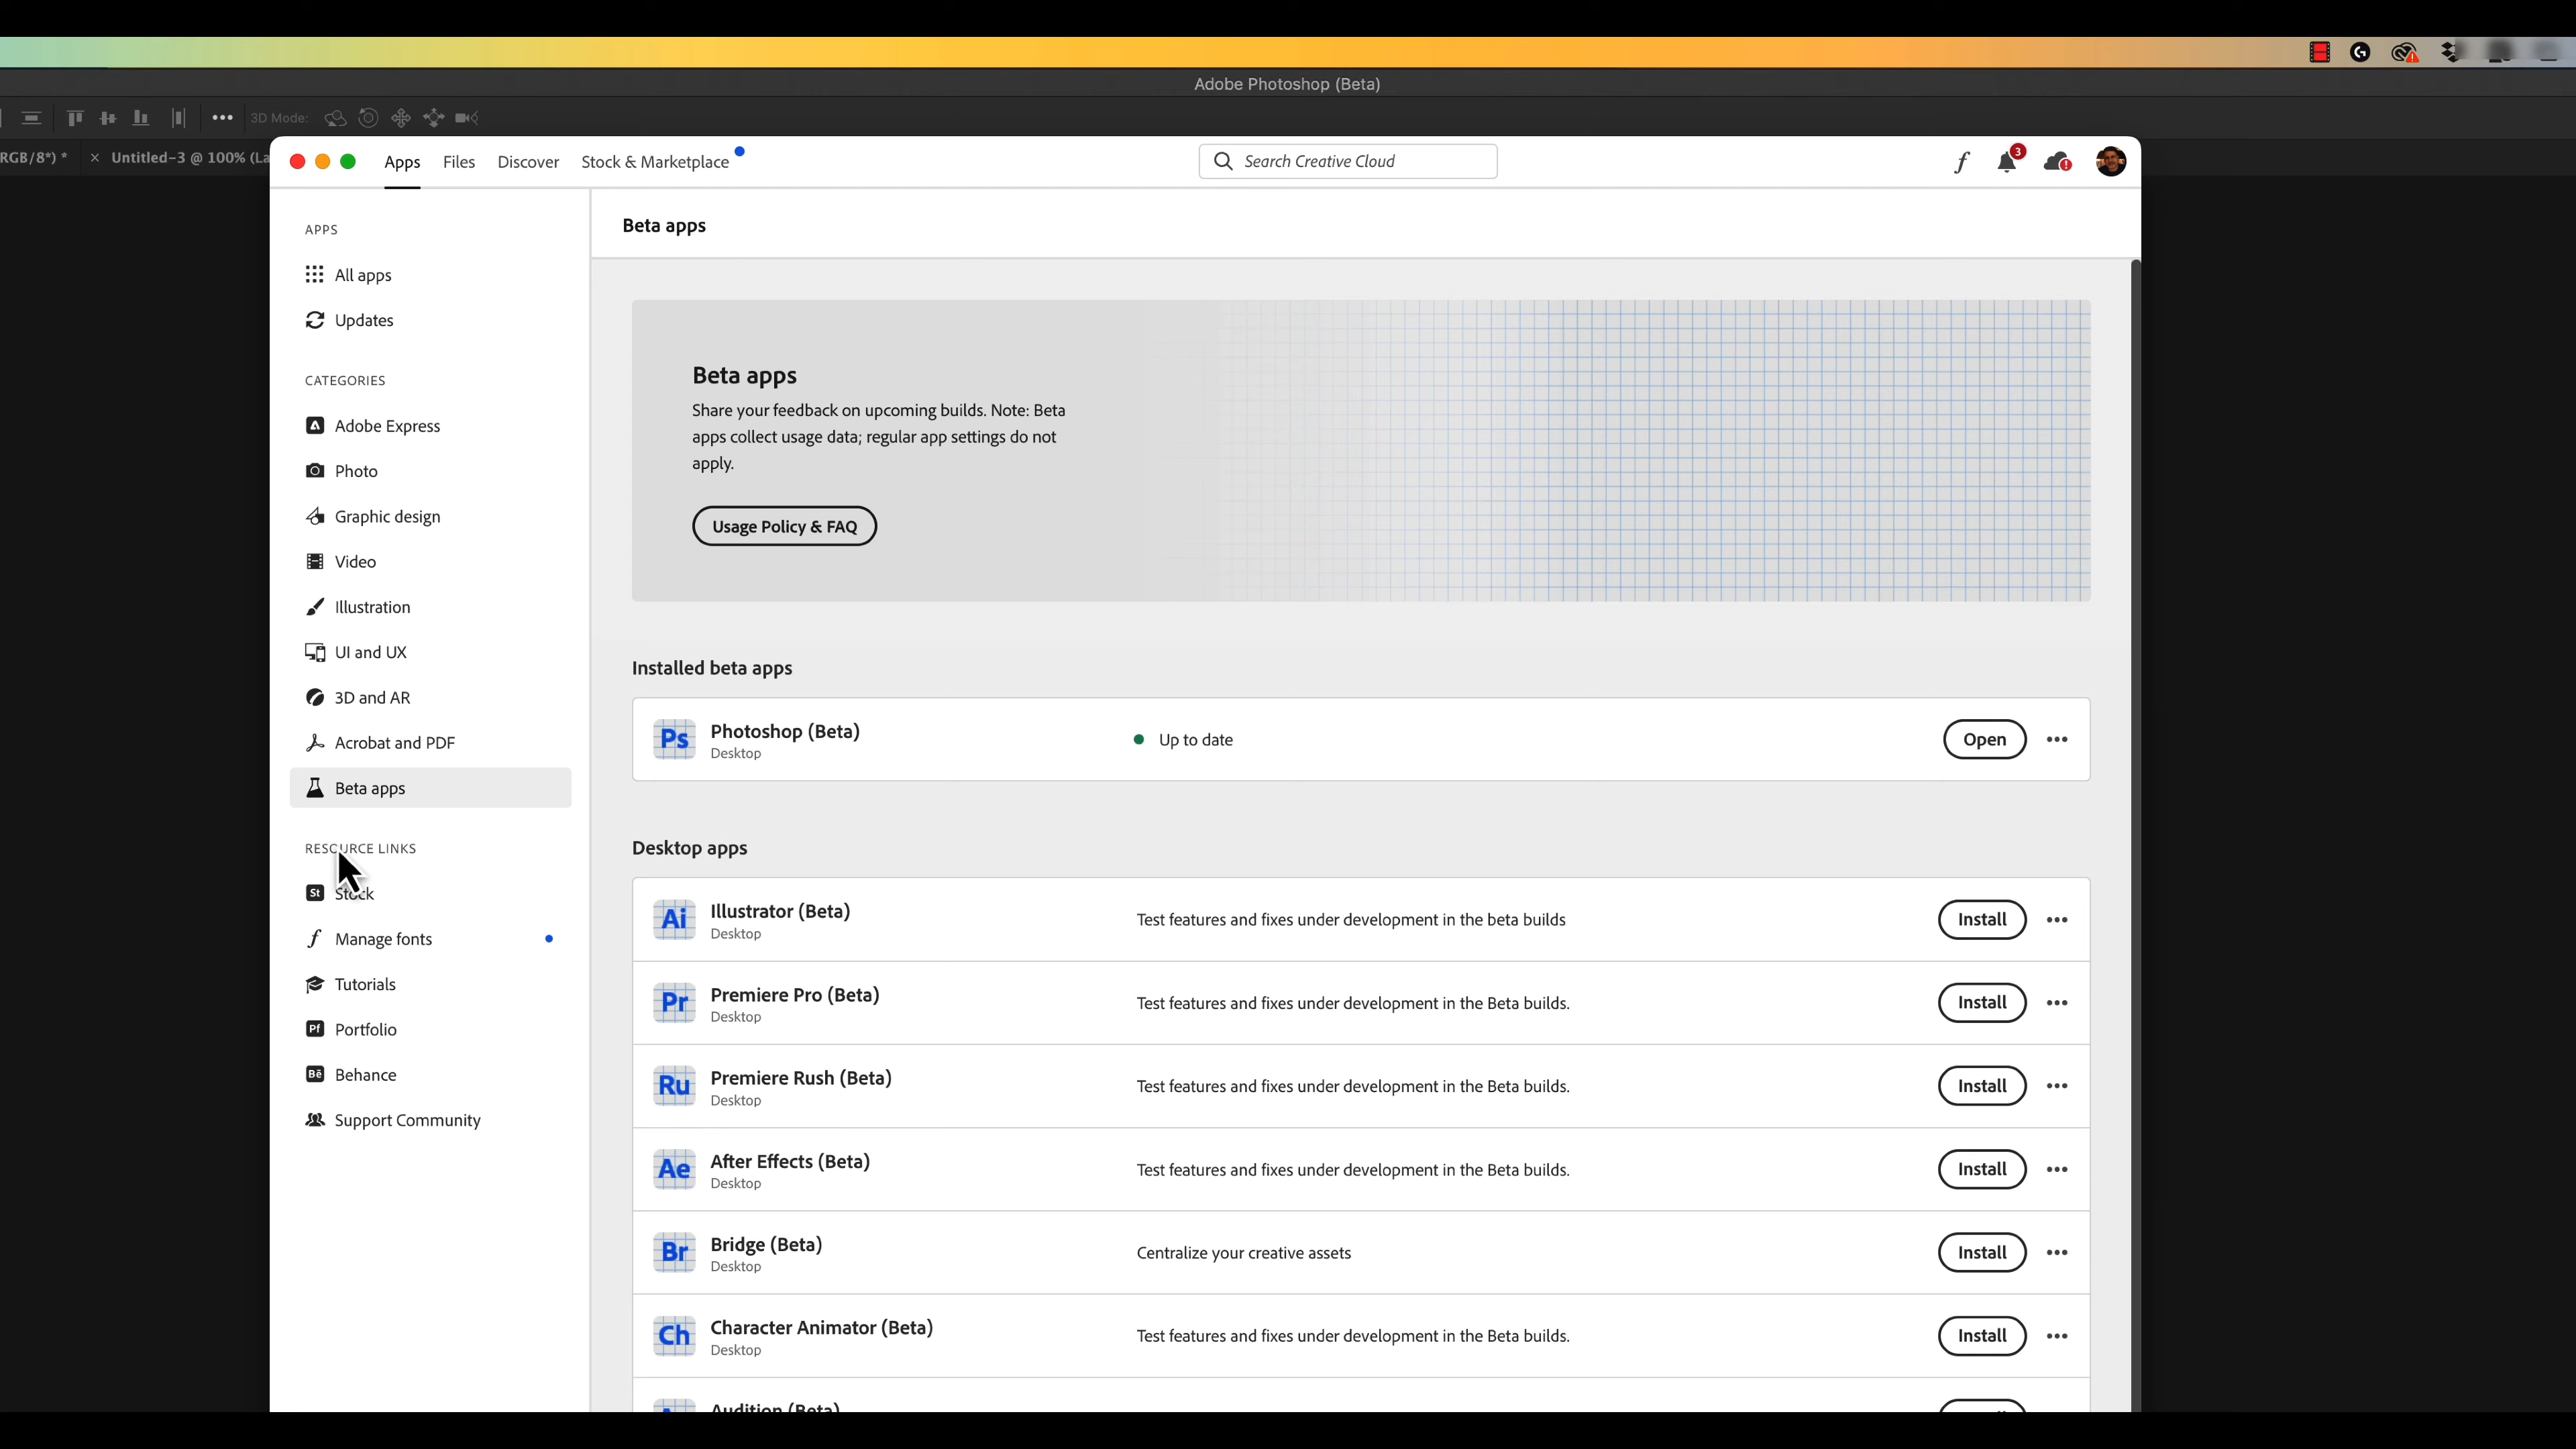 Adobe Photoshop (Beta)
3D Mode:
RGB/8*) * × Untitled-3 @ 100% (La
Apps Files Discover Stock & Marketplace
Search Creative Cloud
3
APPS
All apps
Updates
CATEGORIES
Adobe Express
Photo
Graphic design
Video
Illustration
UI and UX
3D and AR
Acrobat and PDF
Beta apps
RESOURCE LINKS
St Stock
Manage fonts
Tutorials
Pf Portfolio
Bē Behance
Support Community
Beta apps
Beta apps
Share your feedback on upcoming builds. Note: Beta
apps collect usage data; regular app settings do not
apply.
Usage Policy & FAQ
Installed beta apps
Ps Photoshop (Beta)
Desktop
Up to date
Open
Desktop apps
Ai Illustrator (Beta)
Desktop
Test features and fixes under development in the beta builds
Install
Pr Premiere Pro (Beta)
Desktop
Test features and fixes under development in the Beta builds.
Install
Ru Premiere Rush (Beta)
Desktop
Test features and fixes under development in the Beta builds.
Install
Ae After Effects (Beta)
Desktop
Test features and fixes under development in the Beta builds.
Install
Br Bridge (Beta)
Desktop
Centralize your creative assets
Install
Ch Character Animator (Beta)
Desktop
Test features and fixes under development in the Beta builds.
Install
Audition (Beta)